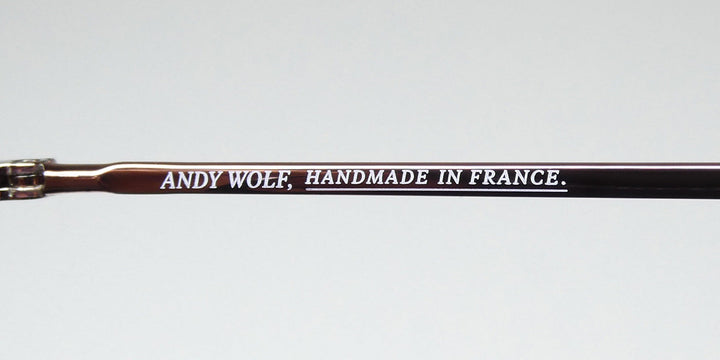 ANDY WOLF, HANDMADE IN FRANCE.